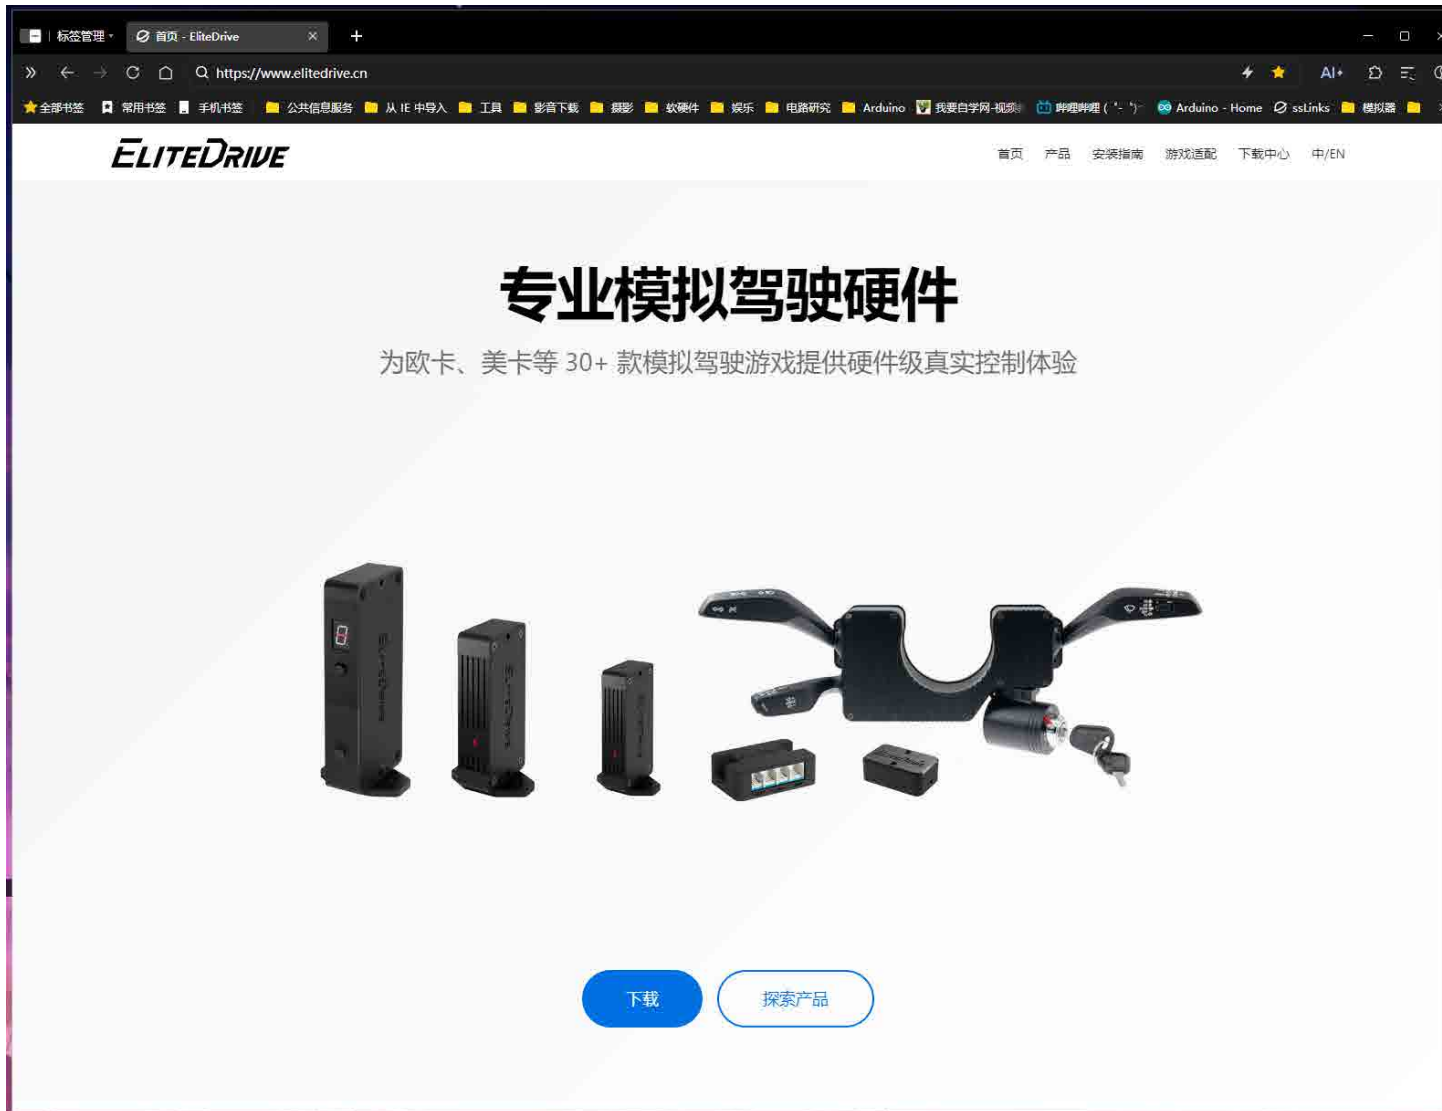 标签管理
首页 - EliteDrive
https://www.elitedrive.cn
AI+
全部书签 常用书签 手机书签 公共信息服务 从 IE 中导入 工具 影音下载 摄影 软硬件 娱乐 电路研究 Arduino 我要自学网-视频 哔哩哔哩 ( ゜- ゜) Arduino - Home ssLinks 模拟器
ELITEDRIVE
首页 产品 安装指南 游戏适配 下载中心 中/EN
专业模拟驾驶硬件
为欧卡、美卡等 30+ 款模拟驾驶游戏提供硬件级真实控制体验
ELITEDRIVE
ELITEDRIVE
ELITEDRIVE
ELITEDRIVE
下载
探索产品